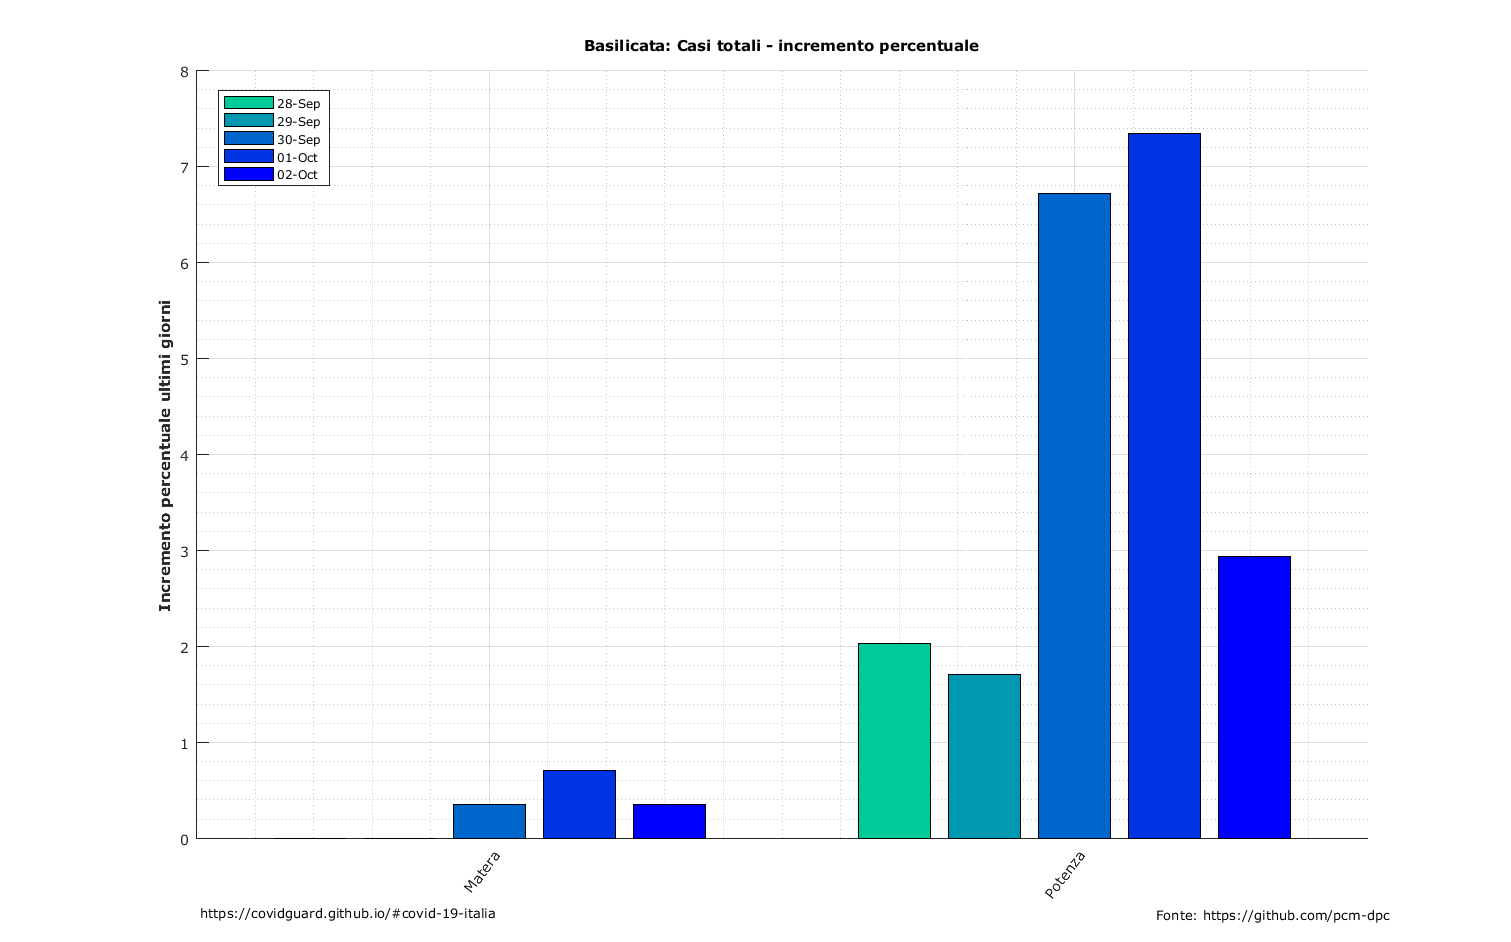 Basilicata: Casi totali - incremento percentuale
8
7
6
5
4
3
2
1
0
Incremento percentuale ultimi giorni
28-Sep
29-Sep
30-Sep
01-Oct
02-Oct
Matera
Potenza
https://covidguard.github.io/#covid-19-italia
Fonte: https://github.com/pcm-dpc